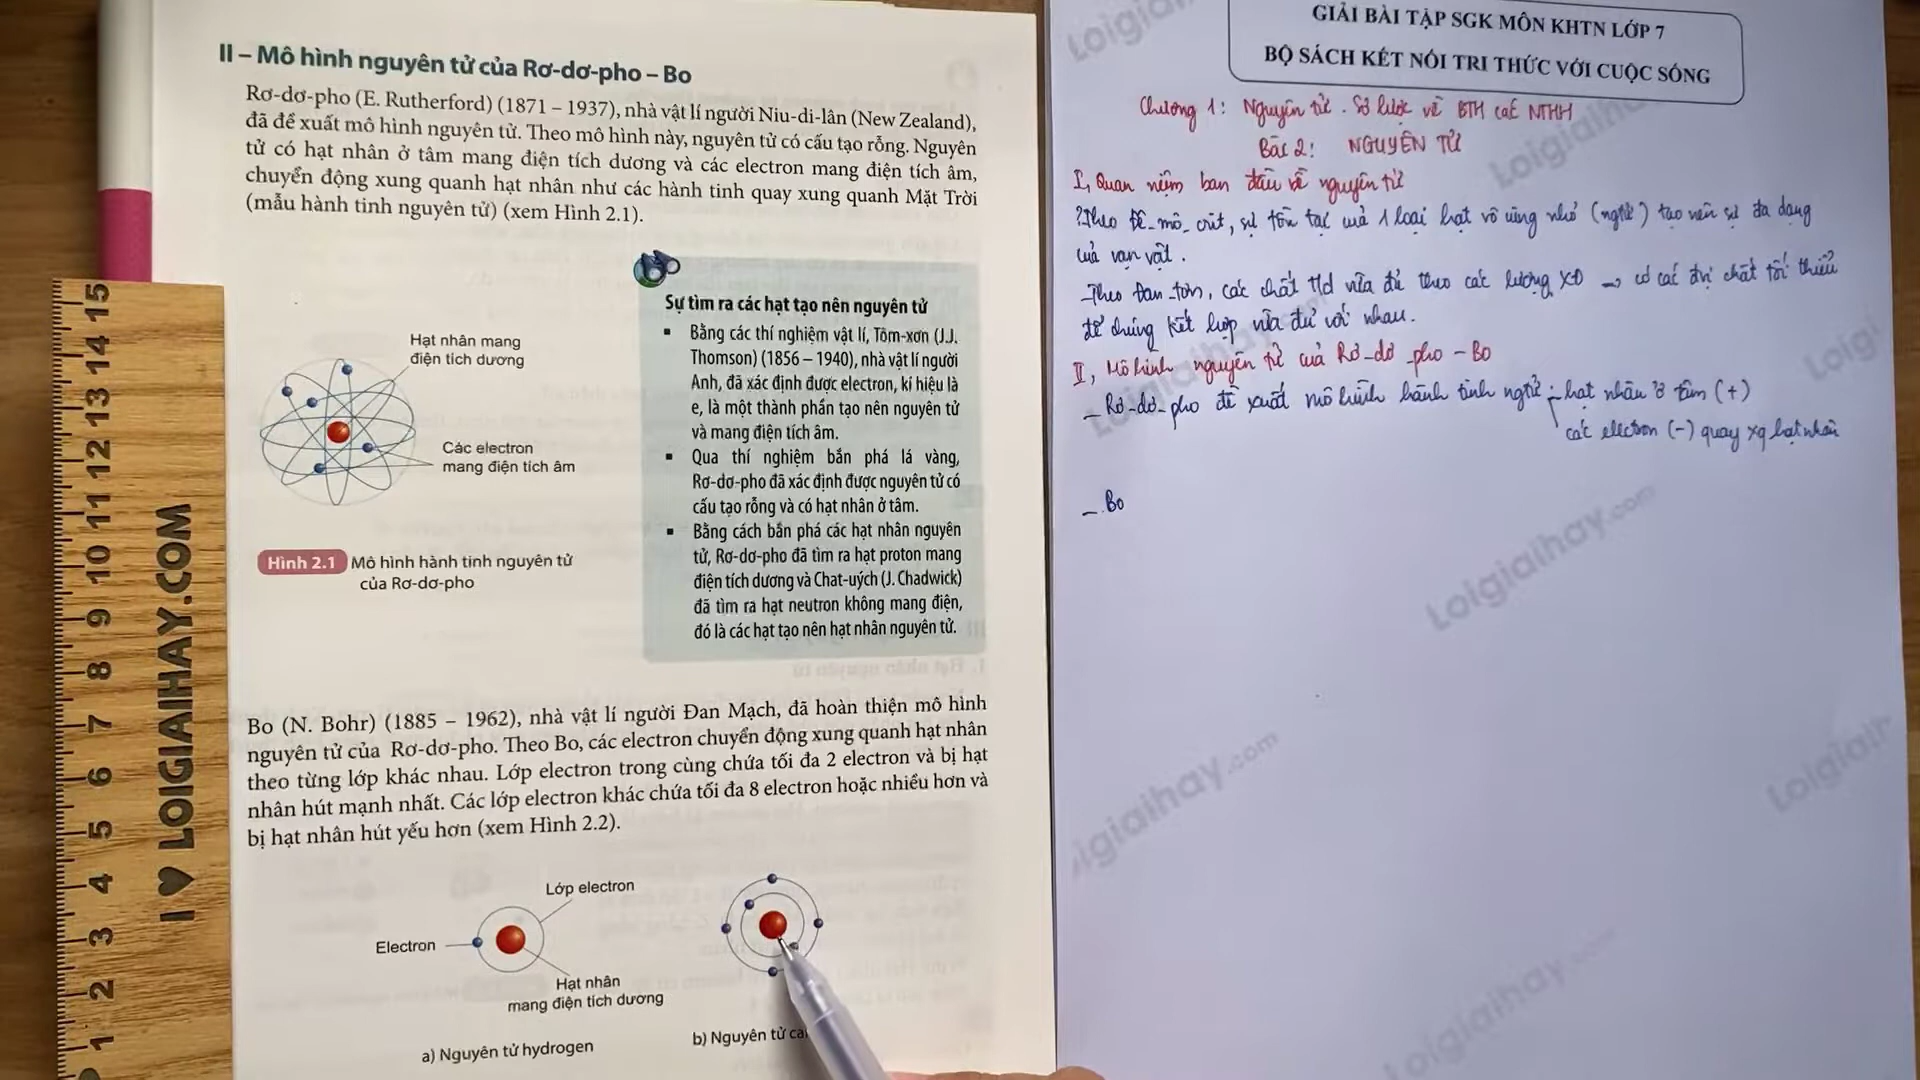 II – Mô hình nguyên tử của Rơ-dơ-pho – Bo
Rơ-dơ-pho (E. Rutherford) (1871 – 1937), nhà vật lí người Niu-di-lân (New Zealand),
đã đề xuất mô hình nguyên tử. Theo mô hình này, nguyên tử có cấu tạo rỗng. Nguyên
tử có hạt nhân ở tâm mang điện tích dương và các electron mang điện tích âm,
chuyển động xung quanh hạt nhân như các hành tinh quay xung quanh Mặt Trời
(mẫu hành tinh nguyên tử) (xem Hình 2.1).
Hạt nhân mang
điện tích dương
Các electron
mang điện tích âm
Hình 2.1 Mô hình hành tinh nguyên tử
của Rơ-dơ-pho
Sự tìm ra các hạt tạo nên nguyên tử
▪ Bằng các thí nghiệm vật lí, Tôm-xơn (J.J.
Thomson) (1856 – 1940), nhà vật lí người
Anh, đã xác định được electron, kí hiệu là
e, là một thành phần tạo nên nguyên tử
và mang điện tích âm.
▪ Qua thí nghiệm bắn phá lá vàng,
Rơ-dơ-pho đã xác định được nguyên tử có
cấu tạo rỗng và có hạt nhân ở tâm.
▪ Bằng cách bắn phá các hạt nhân nguyên
tử, Rơ-dơ-pho đã tìm ra hạt proton mang
điện tích dương và Chat-uých (J. Chadwick)
đã tìm ra hạt neutron không mang điện,
đó là các hạt tạo nên hạt nhân nguyên tử.
Bo (N. Bohr) (1885 – 1962), nhà vật lí người Đan Mạch, đã hoàn thiện mô hình
nguyên tử của Rơ-dơ-pho. Theo Bo, các electron chuyển động xung quanh hạt nhân
theo từng lớp khác nhau. Lớp electron trong cùng chứa tối đa 2 electron và bị hạt
nhân hút mạnh nhất. Các lớp electron khác chứa tối đa 8 electron hoặc nhiều hơn và
bị hạt nhân hút yếu hơn (xem Hình 2.2).
Lớp electron
Electron
Hạt nhân
mang điện tích dương
a) Nguyên tử hydrogen
b) Nguyên tử ca
I ♥ LOIGIAIHAY.COM
15
14
13
12
11
10
9
8
7
6
5
4
3
2
1
GIẢI BÀI TẬP SGK MÔN KHTN LỚP 7
BỘ SÁCH KẾT NỐI TRI THỨC VỚI CUỘC SỐNG
Chương 1: Nguyên tử. Sơ lược về BTH các NTHH
Bài 2: NGUYÊN TỬ
I, Quan niệm ban đầu về nguyên tử
? Theo Đê-mô-crit, sự tồn tại của 1 loại hạt vô cùng nhỏ (ngtử) tạo nên sự đa dạng
của vạn vật.
- Theo Đan-tơn, các chất t/d vừa đủ theo các lượng XĐ → có các đvị chất tối thiểu
để chúng kết hợp vừa đủ với nhau.
II, Mô hình nguyên tử của Rơ-dơ-pho - Bo
- Rơ-dơ-pho đề xuất mô hình hành tinh ngtử - hạt nhân ở tâm (+)
các electron (-) quay xq hạt nhân
- Bo
Loigiaihay.com
Loigiaihay.com